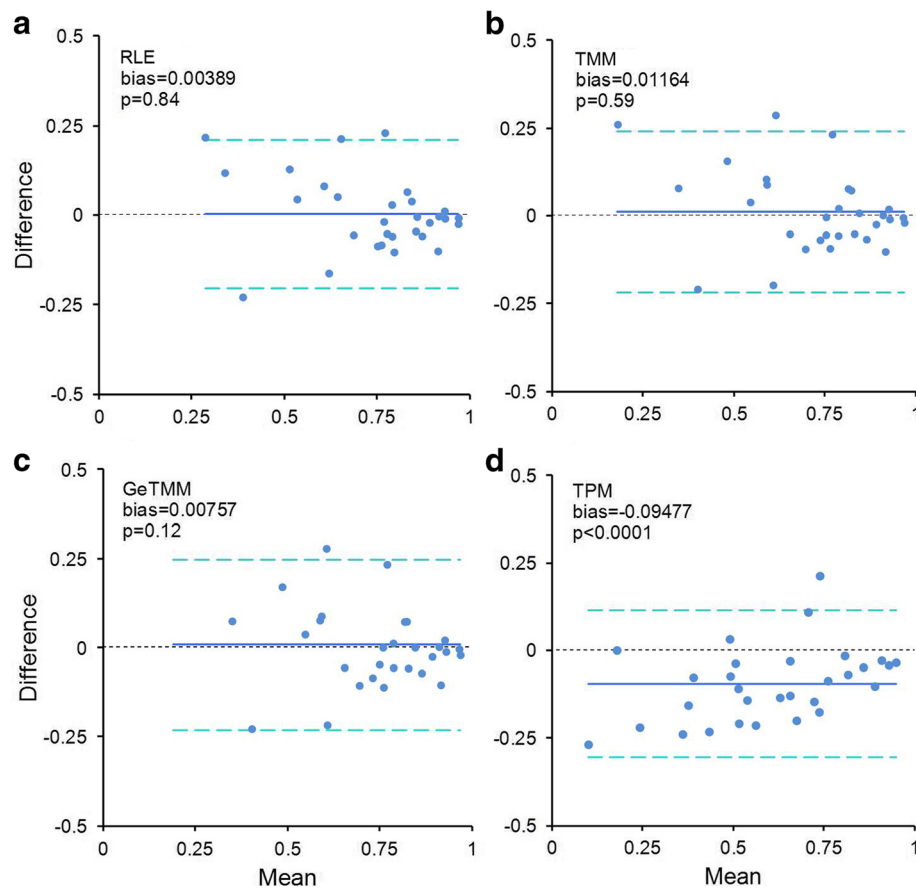 a
0.5
RLE
bias=0.00389
p=0.84
0.25
0
-0.25
-0.5
Difference
0
0.25
0.5
0.75
1
b
0.5
TMM
bias=0.01164
p=0.59
0.25
0
-0.25
-0.5
0
0.25
0.5
0.75
1
c
0.5
GeTMM
bias=0.00757
p=0.12
0.25
0
-0.25
-0.5
Difference
0
0.25
0.5
0.75
1
Mean
d
0.5
TPM
bias=-0.09477
p<0.0001
0.25
0
-0.25
-0.5
0
0.25
0.5
0.75
1
Mean